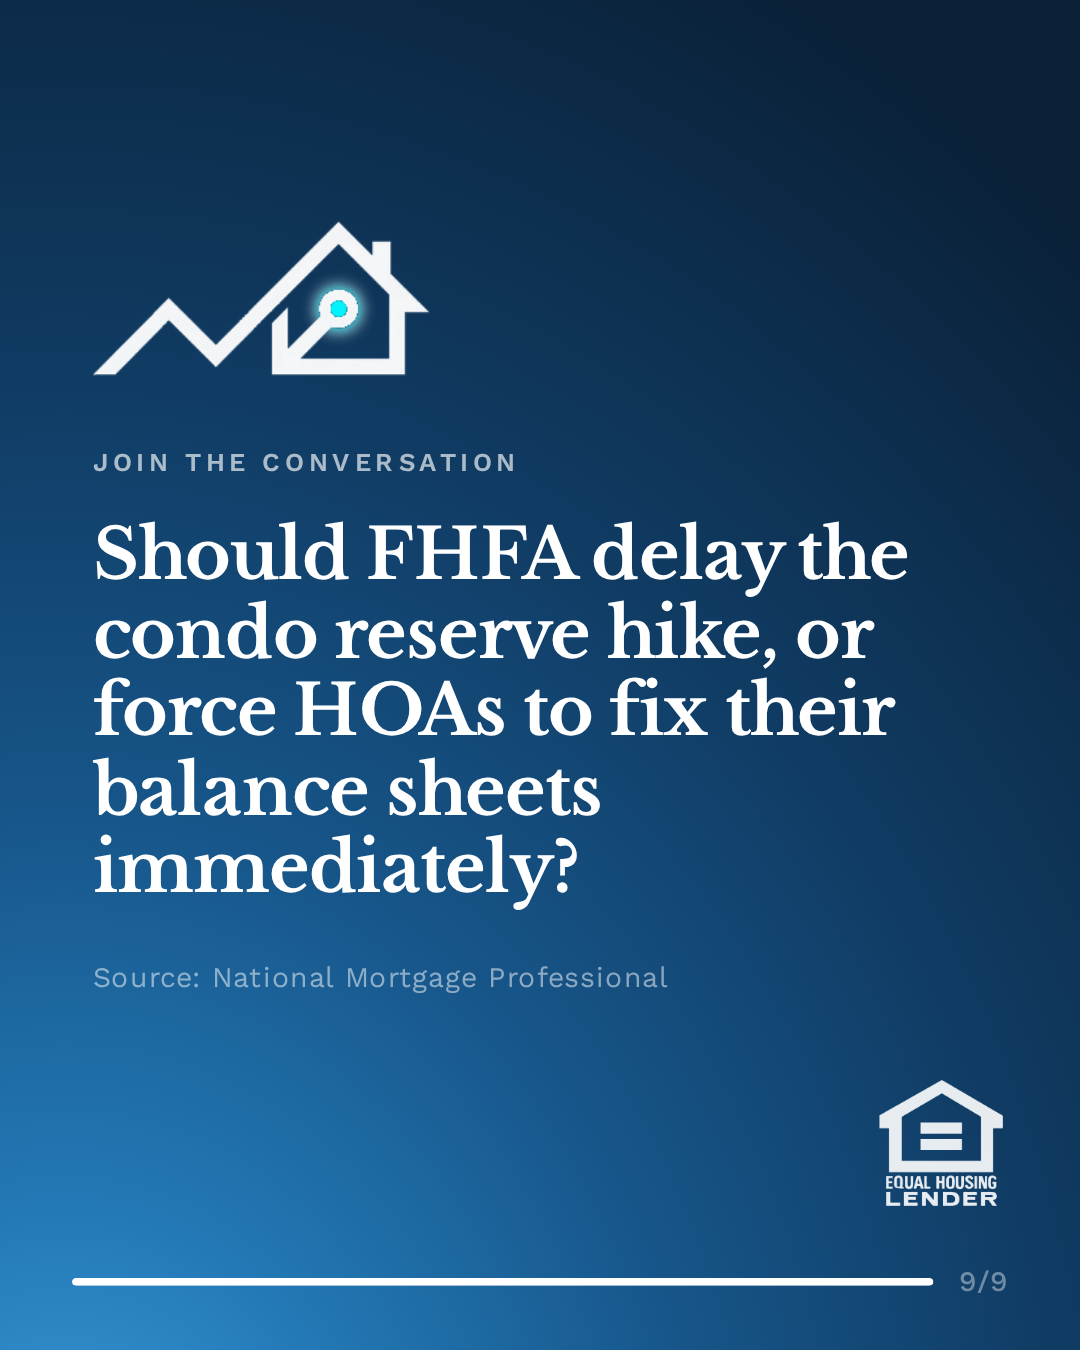 JOIN THE CONVERSATION
Should FHFA delay the
condo reserve hike, or
force HOAs to fix their
balance sheets
immediately?
Source: National Mortgage Professional
EQUAL HOUSING
LENDER
9/9